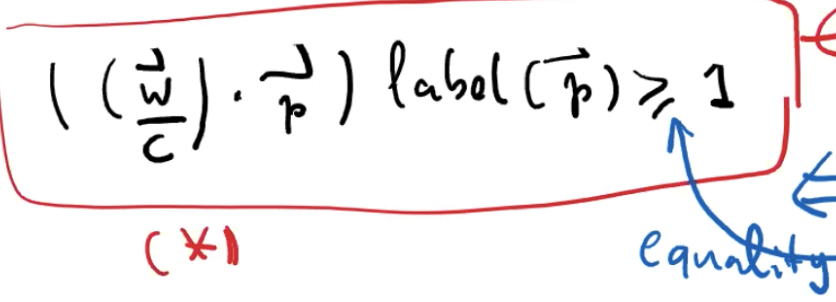 ((w⃗/c) · p⃗) label(p⃗) ≥ 1
(*)
equality